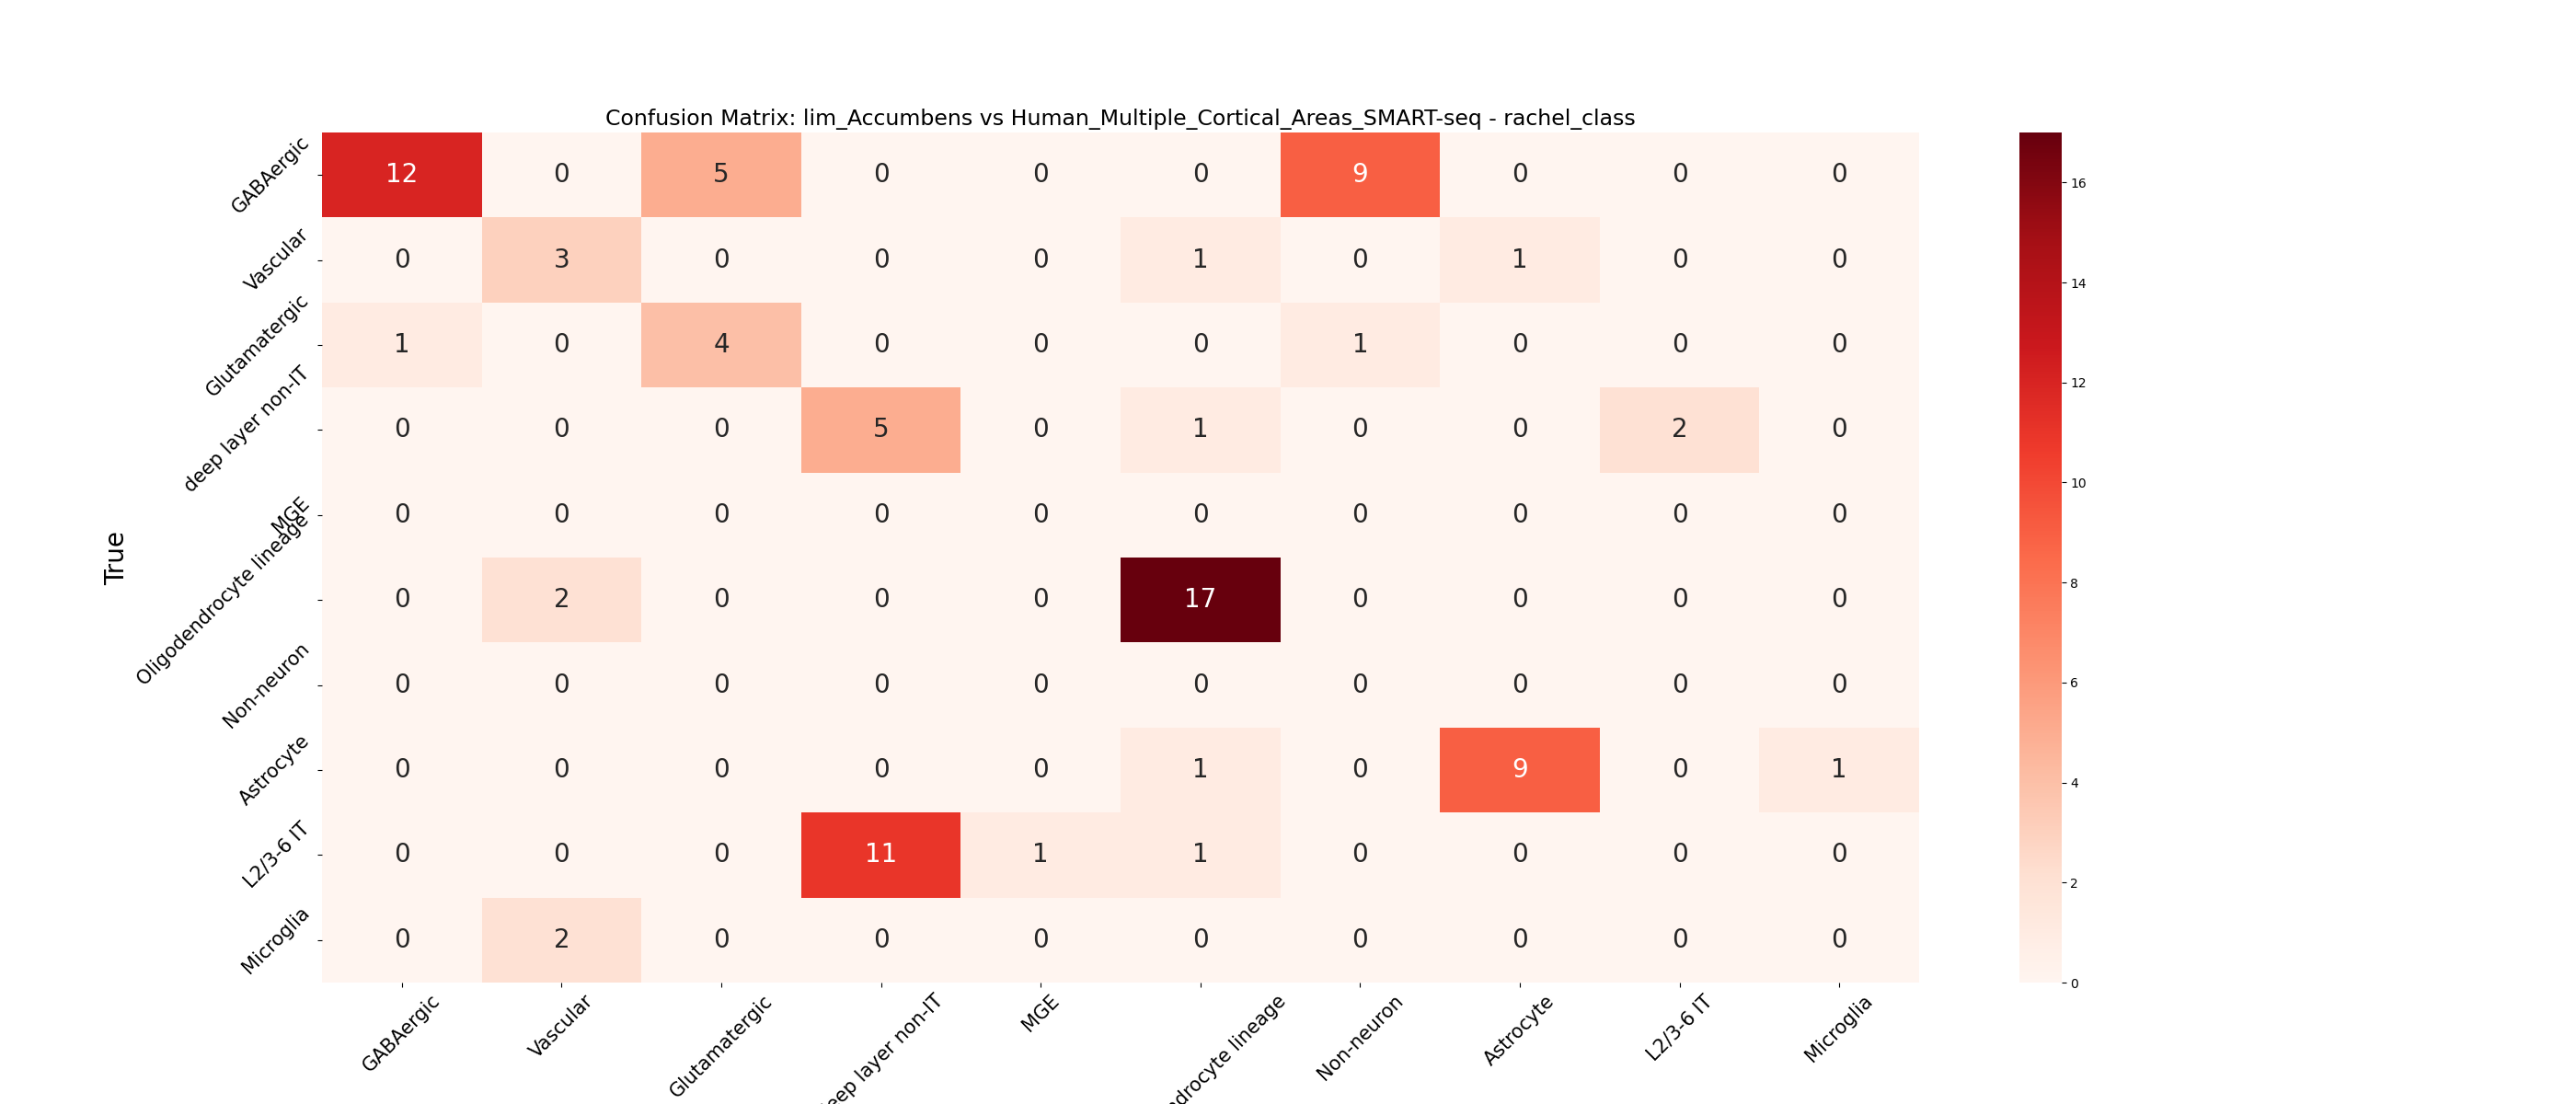 Confusion Matrix: lim_Accumbens vs Human_Multiple_Cortical_Areas_SMART-seq - rachel_class
True
GABAergic 12 0 5 0 0 0 9 0 0 0
Vascular 0 3 0 0 0 1 0 1 0 0
Glutamatergic 1 0 4 0 0 0 1 0 0 0
deep layer non-IT 0 0 0 5 0 1 0 0 2 0
MGE 0 0 0 0 0 0 0 0 0 0
Oligodendrocyte lineage 0 2 0 0 0 17 0 0 0 0
Non-neuron 0 0 0 0 0 0 0 0 0 0
Astrocyte 0 0 0 0 0 1 0 9 0 1
L2/3-6 IT 0 0 0 11 1 1 0 0 0 0
Microglia 0 2 0 0 0 0 0 0 0 0
GABAergic Vascular Glutamatergic eep layer non-IT MGE drocyte lineage Non-neuron Astrocyte L2/3-6 IT Microglia
16
14
12
10
8
6
4
2
0